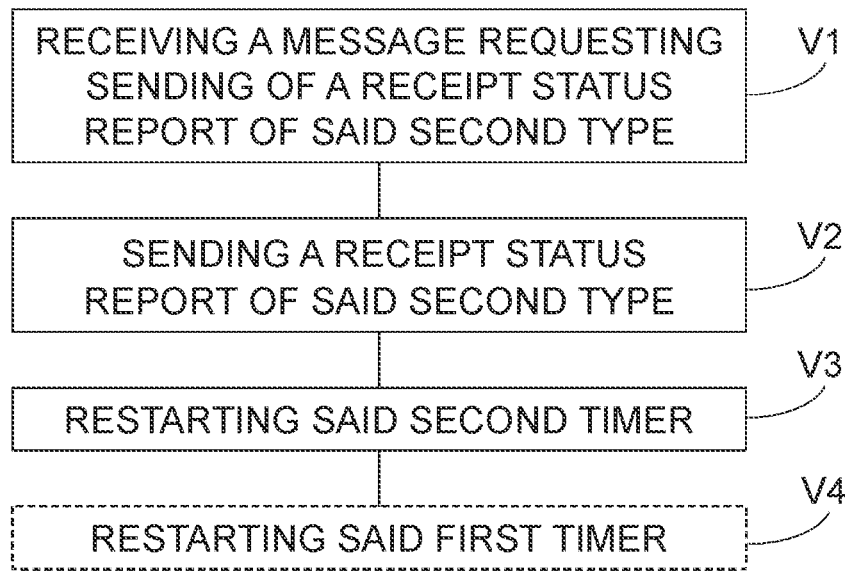 RECEIVING A MESSAGE REQUESTING
SENDING OF A RECEIPT STATUS
REPORT OF SAID SECOND TYPE
V1
SENDING A RECEIPT STATUS
REPORT OF SAID SECOND TYPE
V2
RESTARTING SAID SECOND TIMER
V3
RESTARTING SAID FIRST TIMER
V4